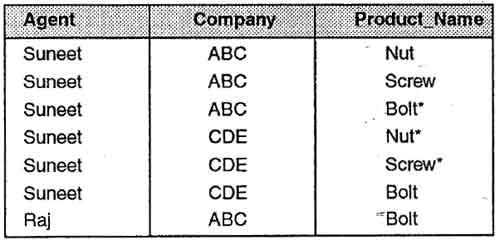 Agent Company Product_Name
Suneet ABC Nut
Suneet ABC Screw
Suneet ABC Bolt*
Suneet CDE Nut*
Suneet CDE Screw*
Suneet CDE Bolt
Raj ABC Bolt